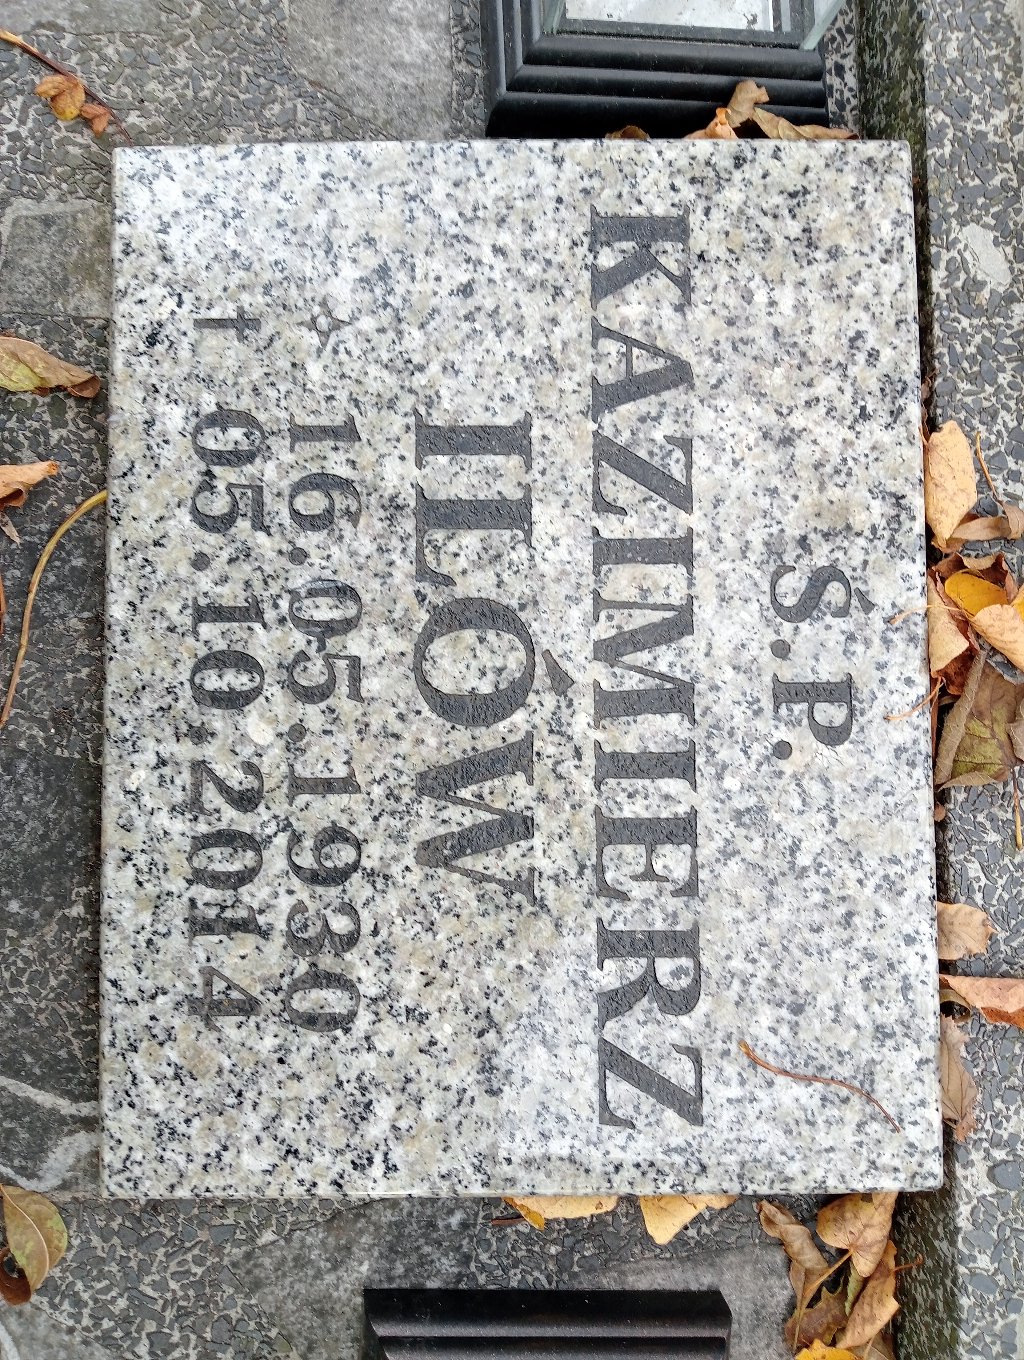 Ś.P.
KAZIMIERZ
IŁÓW
✧ 16.05.1930
† 05.10.2014